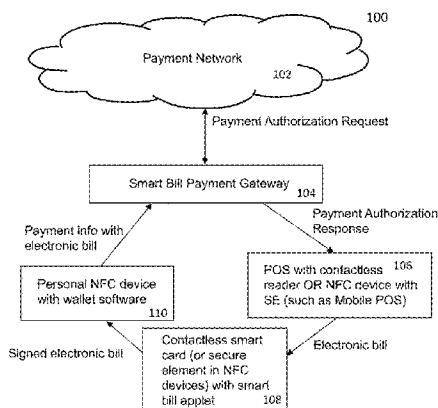 100
Payment Network
102
Payment Authorization Request
Smart Bill Payment Gateway 104
Payment info with
electronic bill
Payment Authorization
Response
Personal NFC device
with wallet software
110
POS with contactless 106
reader OR NFC device with
SE (such as Mobile POS)
Signed electronic bill
Electronic bill
Contactless smart
card (or secure
element in NFC
devices) with smart
bill applet 108